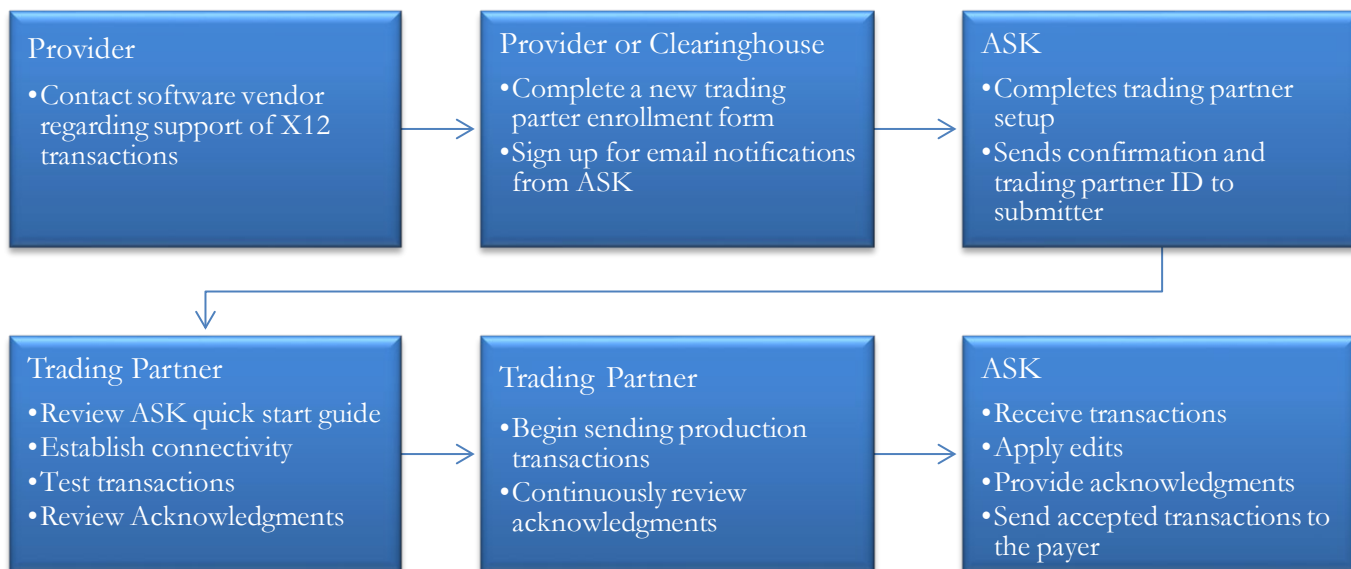 Provider
•Contact software vendor
regarding support of X12
transactions
Provider or Clearinghouse
•Complete a new trading
parter enrollment form
•Sign up for email notifications
from ASK
ASK
•Completes trading partner
setup
•Sends confirmation and
trading partner ID to
submitter
Trading Partner
•Review ASK quick start guide
•Establish connectivity
•Test transactions
•Review Acknowledgments
Trading Partner
•Begin sending production
transactions
•Continuously review
acknowledgments
ASK
•Receive transactions
•Apply edits
•Provide acknowledgments
•Send accepted transactions to
the payer